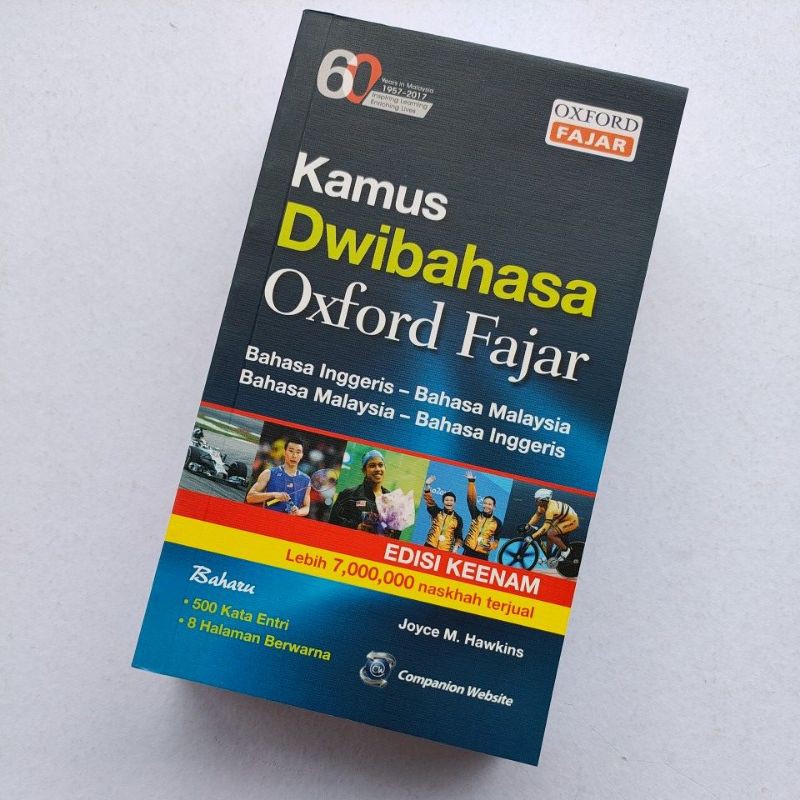 60
Years in Malaysia
1957-2017
Inspiring Learning
Enriching Lives
OXFORD
FAJAR
Kamus
Dwibahasa
Oxford Fajar
Bahasa Inggeris – Bahasa Malaysia
Bahasa Malaysia – Bahasa Inggeris
EDISI KEENAM
Lebih 7,000,000 naskhah terjual
Baharu
• 500 Kata Entri
• 8 Halaman Berwarna
Joyce M. Hawkins
Companion Website